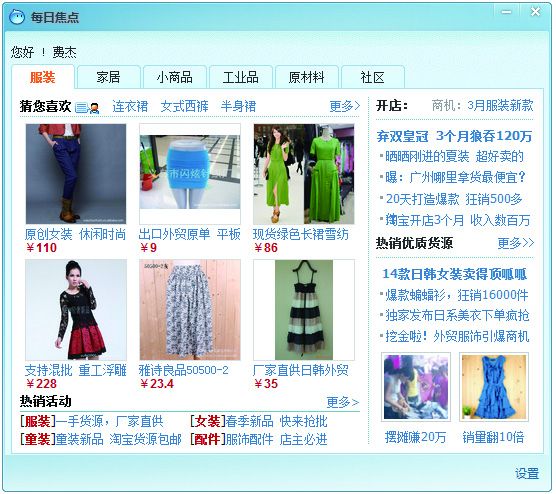 每日焦点
您好 ! 费杰
服装 家居 小商品 工业品 原材料 社区
猜您喜欢 连衣裙 女式西裤 半身裙 更多>
原创女装 休闲时尚 出口外贸原单 平板 现货绿色长裙雪纺
¥110 ¥9 ¥86
50500-2
支持混批 重工浮雕 雅诗良品50500-2 厂家直供日韩外贸
¥228 ¥23.4 ¥35
热销活动 更多>
[服装]一手货源，厂家直供 [女装]春季新品 快来抢批
[童装]童装新品 淘宝货源包邮 [配件]服饰配件 店主必进
开店: 商机: 3月服装新款
弃双皇冠 3个月狼吞120万
晒晒刚进的夏装 超好卖的
曝: 广州哪里拿货最便宜?
20天打造爆款 狂销500多
淘宝开店3个月 收入数百万
热销优质货源 更多>>
14款日韩女装卖得顶呱呱
爆款蝙蝠衫，狂销16000件
独家发布日系美衣下单疯抢
挖金啦! 外贸服饰引爆商机
摆摊赚20万 销量翻10倍
设置